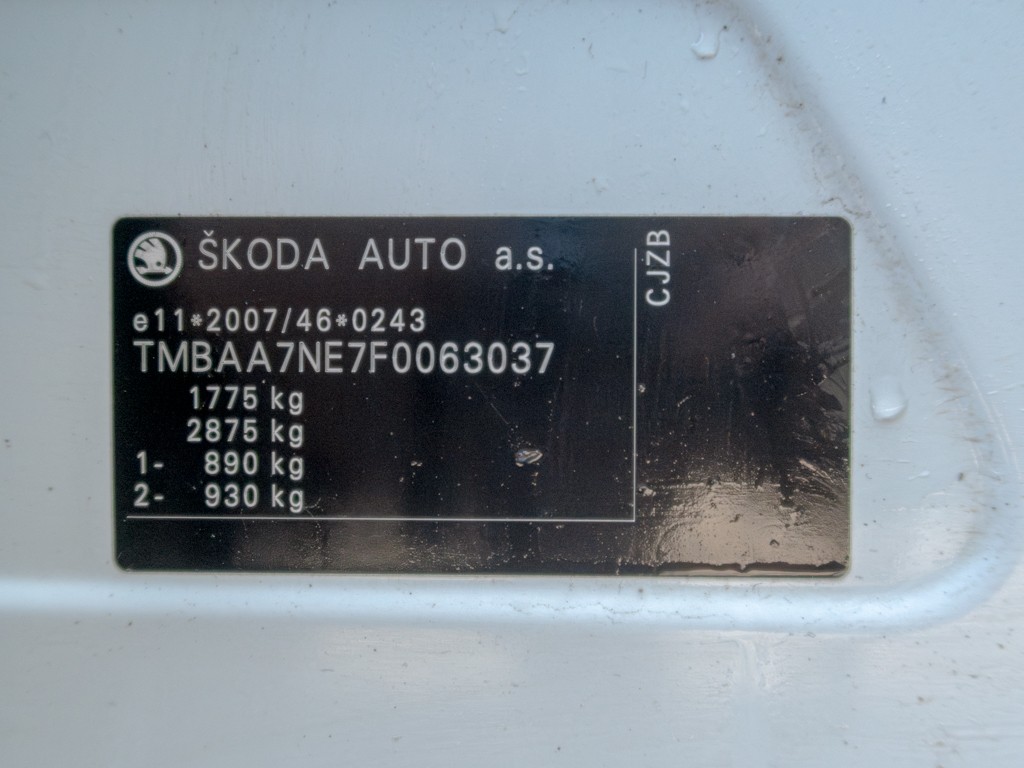 ŠKODA AUTO a.s.
e11*2007/46*0243
TMBAA7NE7F0063037
1775 kg
2875 kg
1- 890 kg
2- 930 kg
CJZB